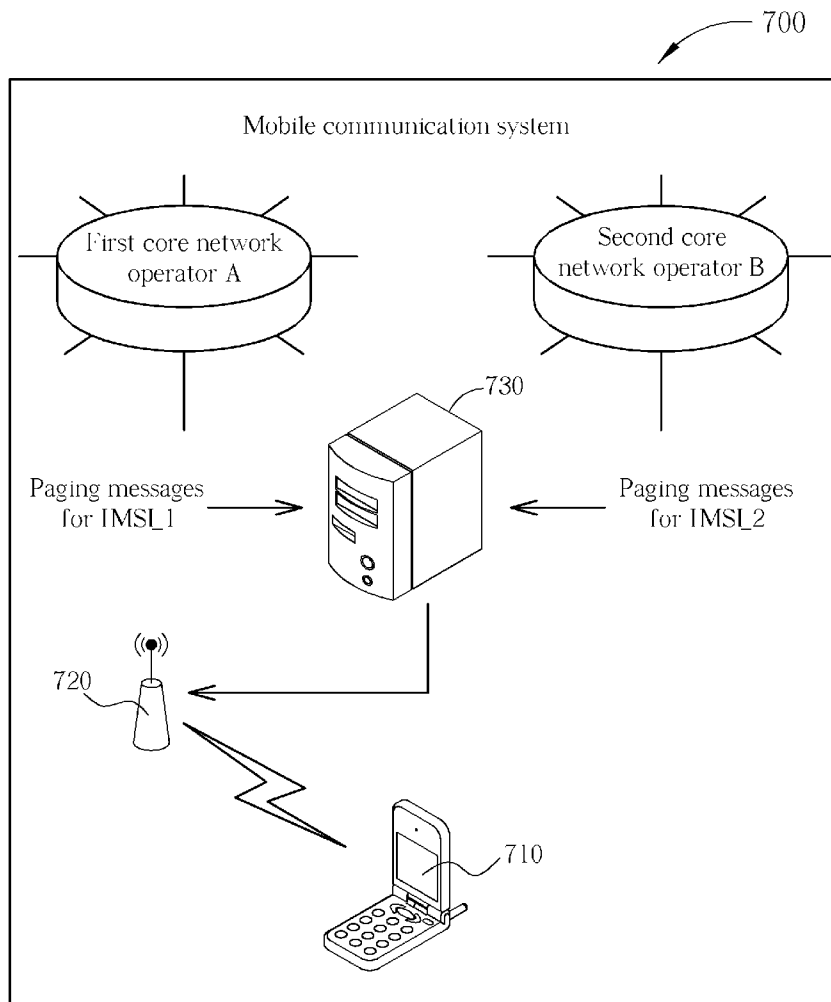 700
Mobile communication system
First core network
operator A
Second core
network operator B
730
Paging messages
for IMSI_1
Paging messages
for IMSI_2
720
710